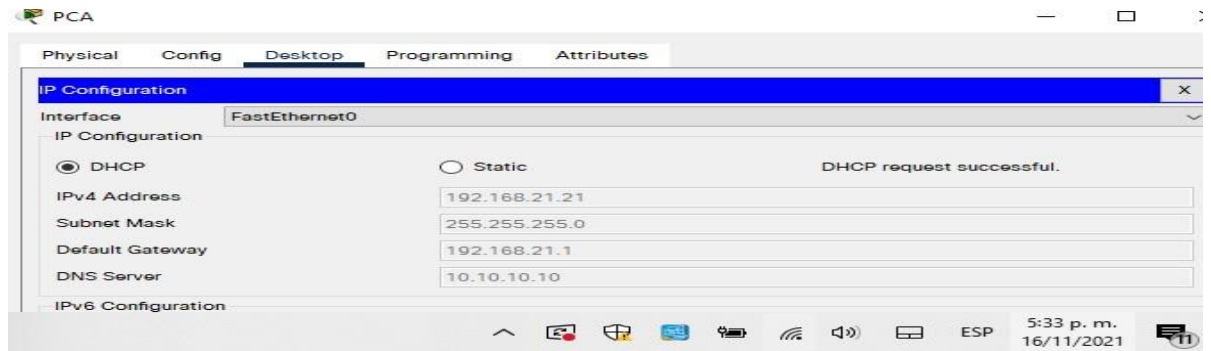 PCA
Physical Config Desktop Programming Attributes
IP Configuration X
Interface FastEthernet0
IP Configuration
DHCP Static DHCP request successful.
IPv4 Address 192.168.21.21
Subnet Mask 255.255.255.0
Default Gateway 192.168.21.1
DNS Server 10.10.10.10
IPv6 Configuration
ESP 5:33 p. m. 11
16/11/2021